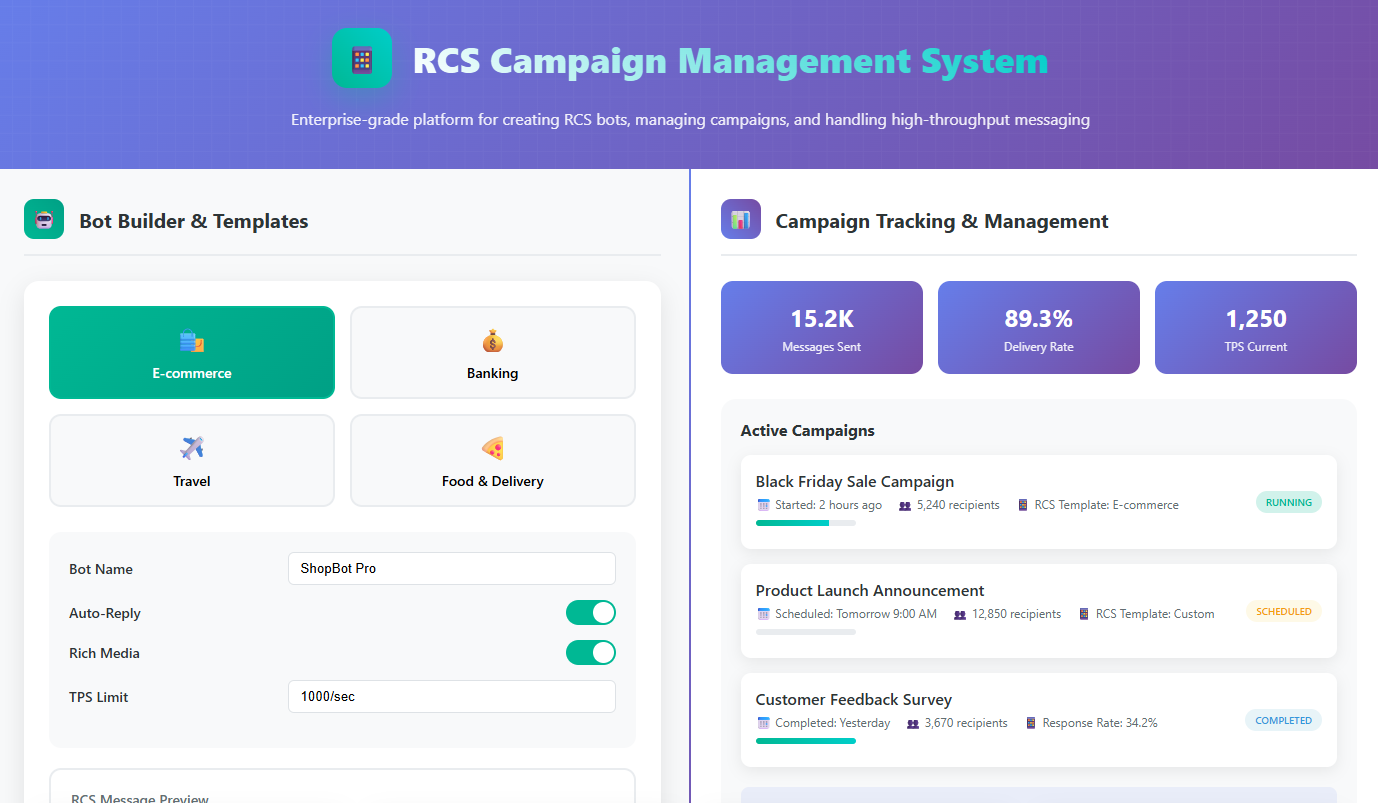 RCS Campaign Management System
Enterprise-grade platform for creating RCS bots, managing campaigns, and handling high-throughput messaging
Bot Builder & Templates
E-commerce
Banking
Travel
Food & Delivery
Bot Name
ShopBot Pro
Auto-Reply
Rich Media
TPS Limit
1000/sec
RCS Message Preview
Campaign Tracking & Management
15.2K
Messages Sent
89.3%
Delivery Rate
1,250
TPS Current
Active Campaigns
Black Friday Sale Campaign
Started: 2 hours ago 5,240 recipients RCS Template: E-commerce
RUNNING
Product Launch Announcement
Scheduled: Tomorrow 9:00 AM 12,850 recipients RCS Template: Custom
SCHEDULED
Customer Feedback Survey
Completed: Yesterday 3,670 recipients Response Rate: 34.2%
COMPLETED